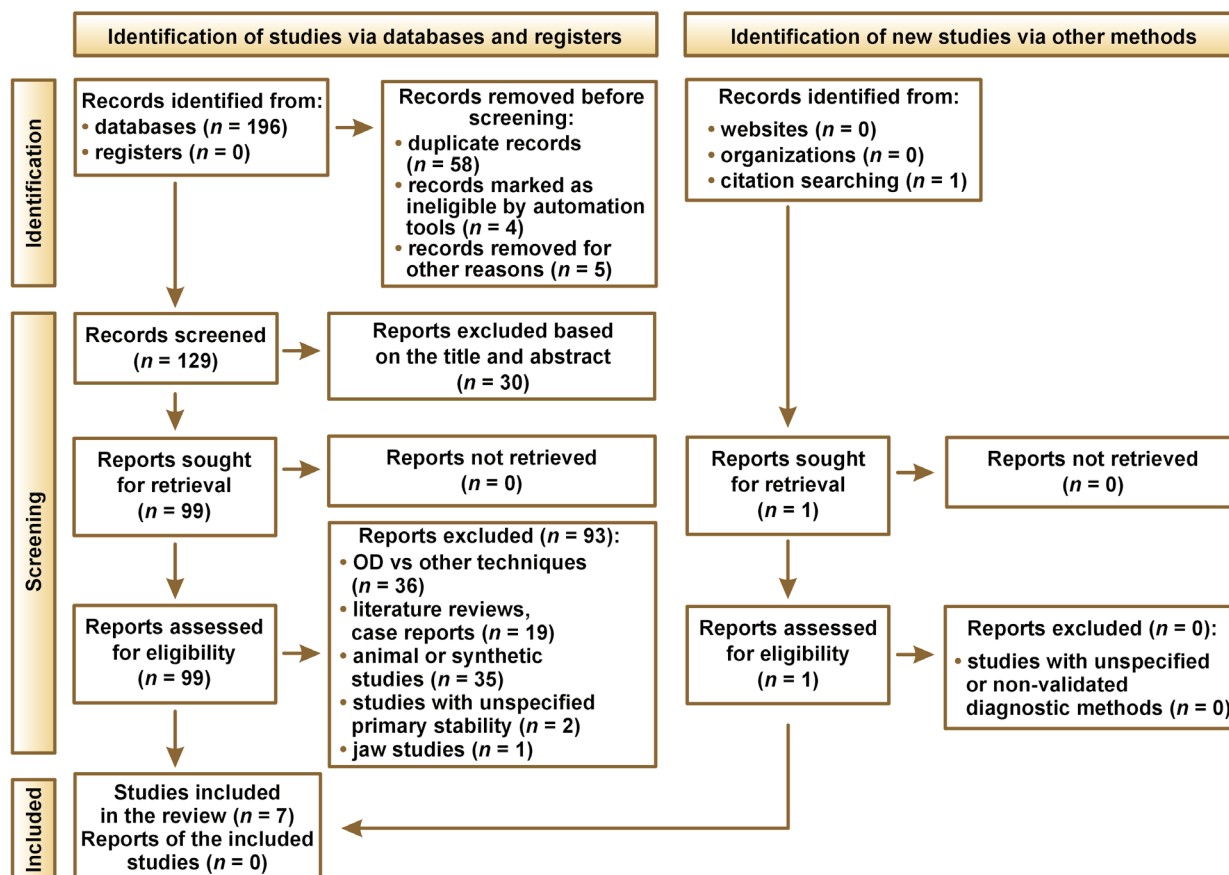 Identification of studies via databases and registers
Identification of new studies via other methods
Identification
Records identified from:
• databases (n = 196)
• registers (n = 0)
Records removed before
screening:
• duplicate records
(n = 58)
• records marked as
ineligible by automation
tools (n = 4)
• records removed for
other reasons (n = 5)
Records identified from:
• websites (n = 0)
• organizations (n = 0)
• citation searching (n = 1)
Screening
Records screened
(n = 129)
Reports excluded based
on the title and abstract
(n = 30)
Reports sought
for retrieval
(n = 99)
Reports not retrieved
(n = 0)
Reports sought
for retrieval
(n = 1)
Reports not retrieved
(n = 0)
Reports assessed
for eligibility
(n = 99)
Reports excluded (n = 93):
• OD vs other techniques
(n = 36)
• literature reviews,
case reports (n = 19)
• animal or synthetic
studies (n = 35)
• studies with unspecified
primary stability (n = 2)
• jaw studies (n = 1)
Reports assessed
for eligibility
(n = 1)
Reports excluded (n = 0):
• studies with unspecified
or non-validated
diagnostic methods (n = 0)
Included
Studies included
in the review (n = 7)
Reports of the included
studies (n = 0)